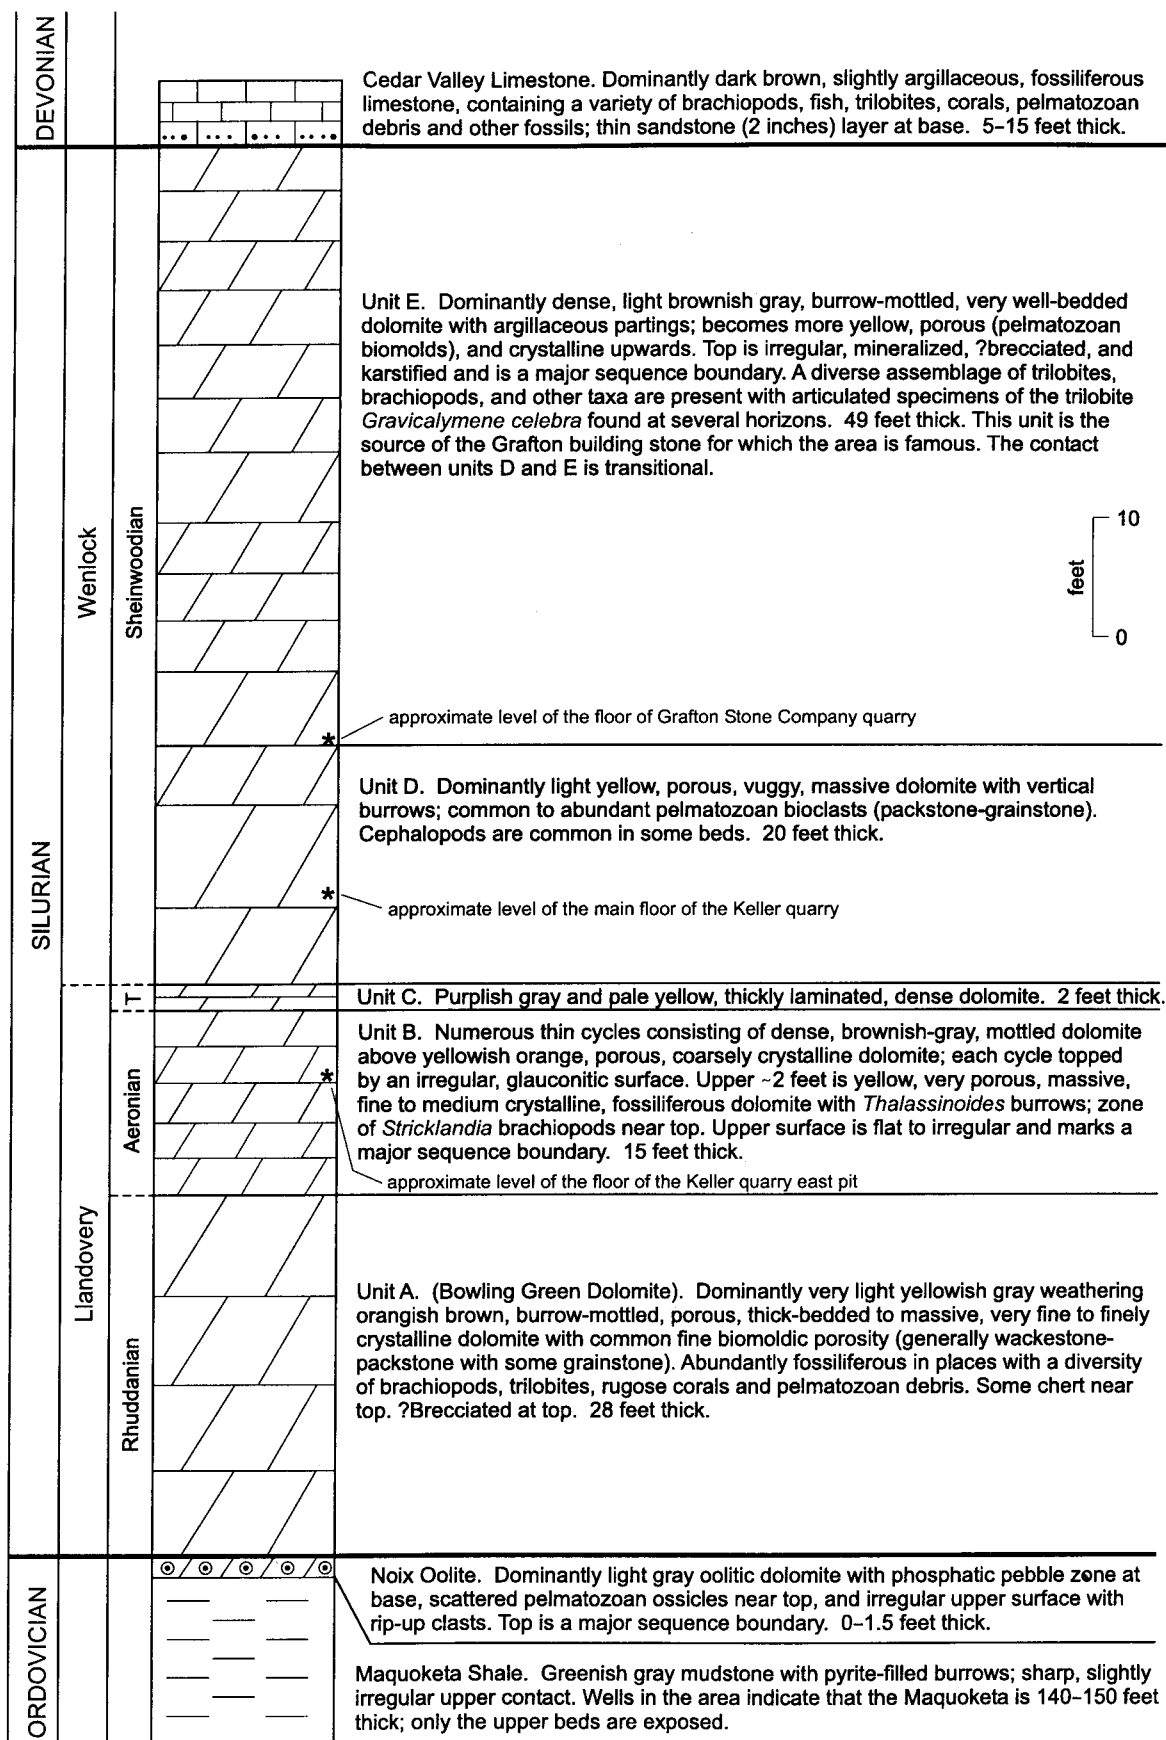 DEVONIAN
Cedar Valley Limestone. Dominantly dark brown, slightly argillaceous, fossiliferous
limestone, containing a variety of brachiopods, fish, trilobites, corals, pelmatozoan
debris and other fossils; thin sandstone (2 inches) layer at base. 5–15 feet thick.
SILURIAN
Wenlock
Sheinwoodian
Unit E. Dominantly dense, light brownish gray, burrow-mottled, very well-bedded
dolomite with argillaceous partings; becomes more yellow, porous (pelmatozoan
biomolds), and crystalline upwards. Top is irregular, mineralized, ?brecciated, and
karstified and is a major sequence boundary. A diverse assemblage of trilobites,
brachiopods, and other taxa are present with articulated specimens of the trilobite
Gravicalymene celebra found at several horizons. 49 feet thick. This unit is the
source of the Grafton building stone for which the area is famous. The contact
between units D and E is transitional.
10
feet
0
* approximate level of the floor of Grafton Stone Company quarry
Unit D. Dominantly light yellow, porous, vuggy, massive dolomite with vertical
burrows; common to abundant pelmatozoan bioclasts (packstone-grainstone).
Cephalopods are common in some beds. 20 feet thick.
* approximate level of the main floor of the Keller quarry
Llandovery
T
Unit C. Purplish gray and pale yellow, thickly laminated, dense dolomite. 2 feet thick.
Aeronian
Unit B. Numerous thin cycles consisting of dense, brownish-gray, mottled dolomite
above yellowish orange, porous, coarsely crystalline dolomite; each cycle topped
* by an irregular, glauconitic surface. Upper ~2 feet is yellow, very porous, massive,
fine to medium crystalline, fossiliferous dolomite with Thalassinoides burrows; zone
of Stricklandia brachiopods near top. Upper surface is flat to irregular and marks a
major sequence boundary. 15 feet thick.
approximate level of the floor of the Keller quarry east pit
Rhuddanian
Unit A. (Bowling Green Dolomite). Dominantly very light yellowish gray weathering
orangish brown, burrow-mottled, porous, thick-bedded to massive, very fine to finely
crystalline dolomite with common fine biomoldic porosity (generally wackestone-
packstone with some grainstone). Abundantly fossiliferous in places with a diversity
of brachiopods, trilobites, rugose corals and pelmatozoan debris. Some chert near
top. ?Brecciated at top. 28 feet thick.
ORDOVICIAN
Noix Oolite. Dominantly light gray oolitic dolomite with phosphatic pebble zone at
base, scattered pelmatozoan ossicles near top, and irregular upper surface with
rip-up clasts. Top is a major sequence boundary. 0–1.5 feet thick.
Maquoketa Shale. Greenish gray mudstone with pyrite-filled burrows; sharp, slightly
irregular upper contact. Wells in the area indicate that the Maquoketa is 140–150 feet
thick; only the upper beds are exposed.